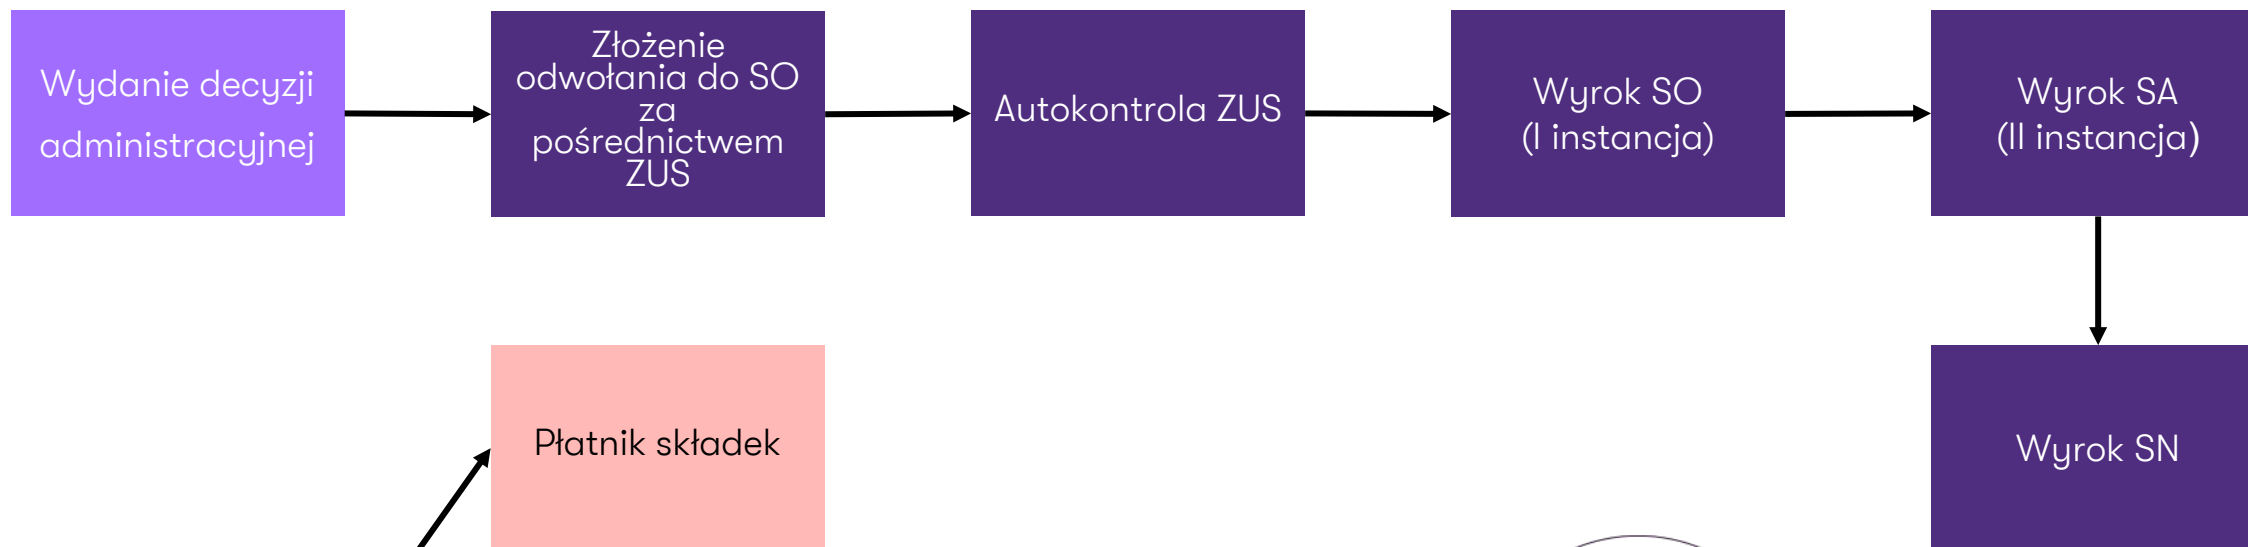 Wydanie decyzji
administracyjnej
Złożenie
odwołania do SO
za
pośrednictwem
ZUS
Autokontrola ZUS
Wyrok SO
(I instancja)
Wyrok SA
(II instancja)
Płatnik składek
Wyrok SN